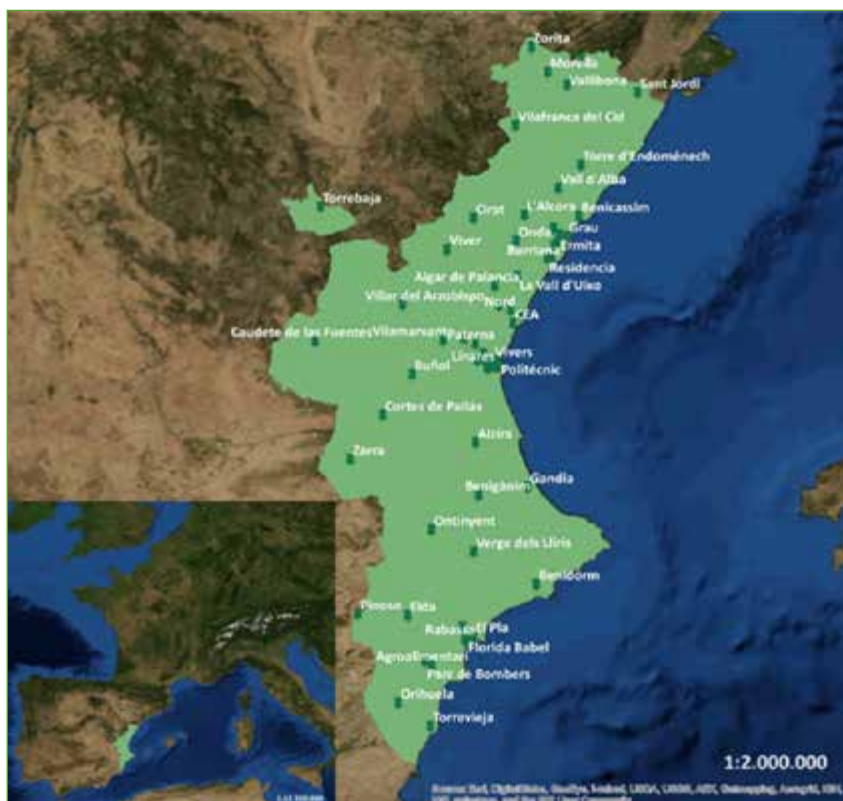 Zorita
Morella
Vallibona
Sant Jordi
Vilafranca del Cid
Torre d'Endoménech
Vall d'Alba
Torrebaja
Cirat
L'Alcora
Benicassim
Onda
Grau
Viver
Burriana
Ermita
Residencia
Algar de Palancia
La Vall d'Uixo
Villar del Arzobispo
Nord
CEA
Caudete de las Fuentes
Vilamarxant
Paterna
Linares
Vivers
Buñol
Politécnic
Cortes de Pallás
Alzira
Zarra
Benigànim
Gandia
Ontinyent
Verge dels Lliris
Benidorm
Pinoso
Elda
Rabassa
El Pla
Florida Babel
Agroalimentari
Parc de Bombers
Orihuela
Torrevieja
1:2.000.000